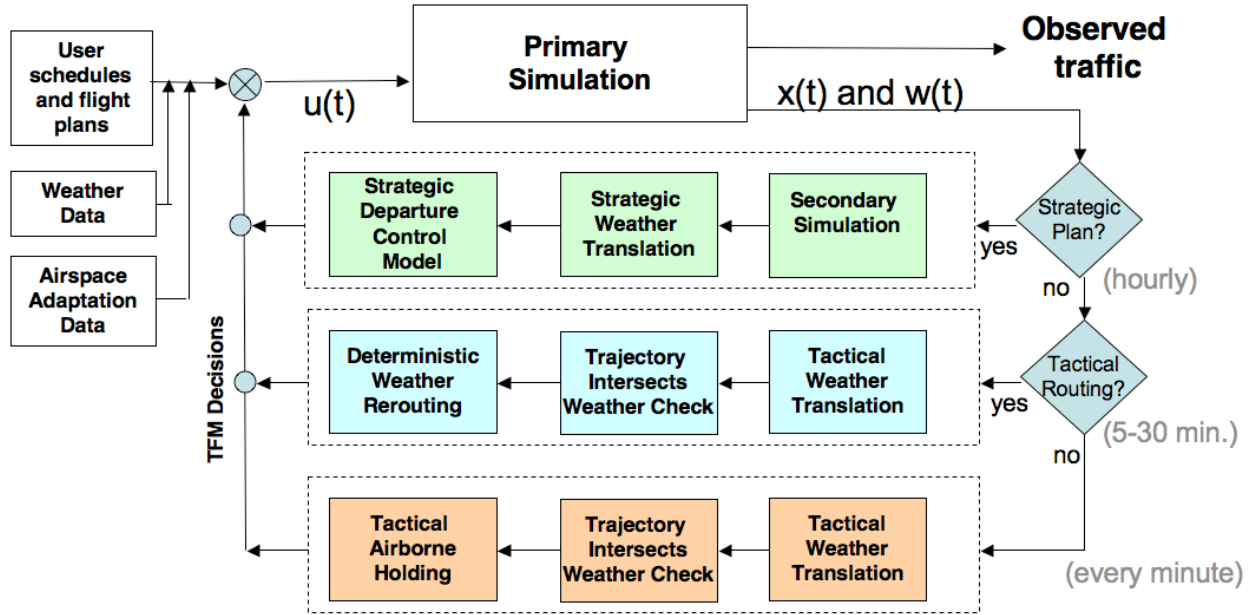 User
schedules
and flight
plans
Weather
Data
Airspace
Adaptation
Data
u(t)
Primary
Simulation
Observed
traffic
x(t) and w(t)
Strategic
Departure
Control
Model
Strategic
Weather
Translation
Secondary
Simulation
Strategic
Plan?
yes
no
(hourly)
TFM Decisions
Deterministic
Weather
Rerouting
Trajectory
Intersects
Weather Check
Tactical
Weather
Translation
Tactical
Routing?
yes
(5-30 min.)
no
Tactical
Airborne
Holding
Trajectory
Intersects
Weather Check
Tactical
Weather
Translation
(every minute)